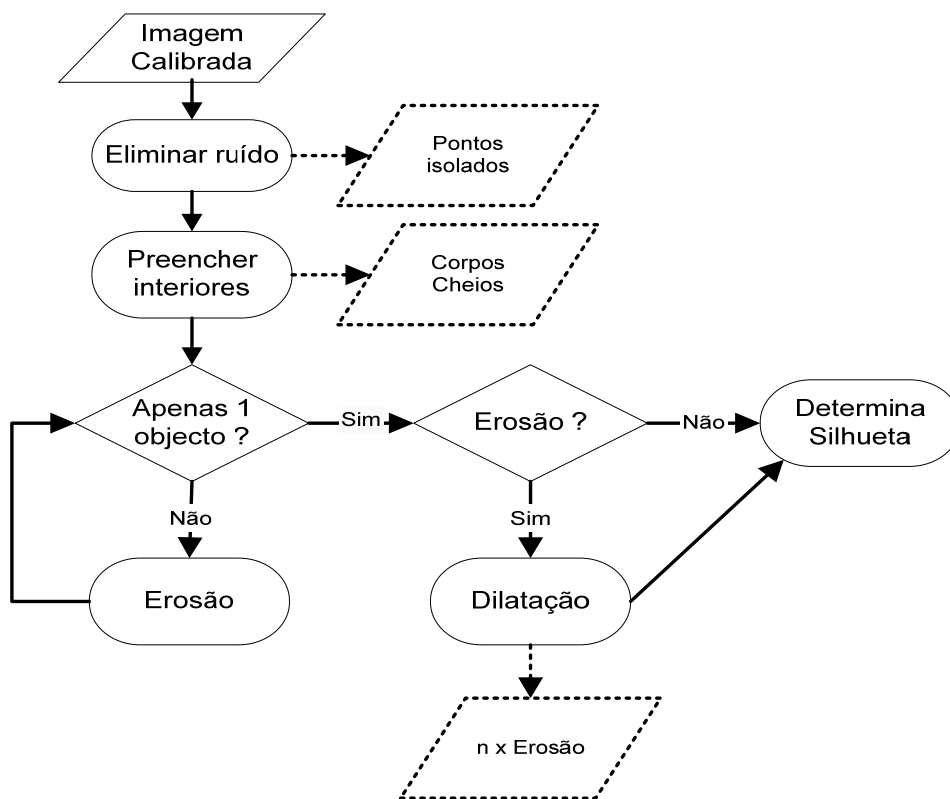 Imagem
Calibrada
Eliminar ruído
Pontos
isolados
Preencher
interiores
Corpos
Cheios
Apenas 1
objecto ?
Sim
Erosão ?
Não
Determina
Silhueta
Não
Sim
Erosão
Dilatação
n x Erosão